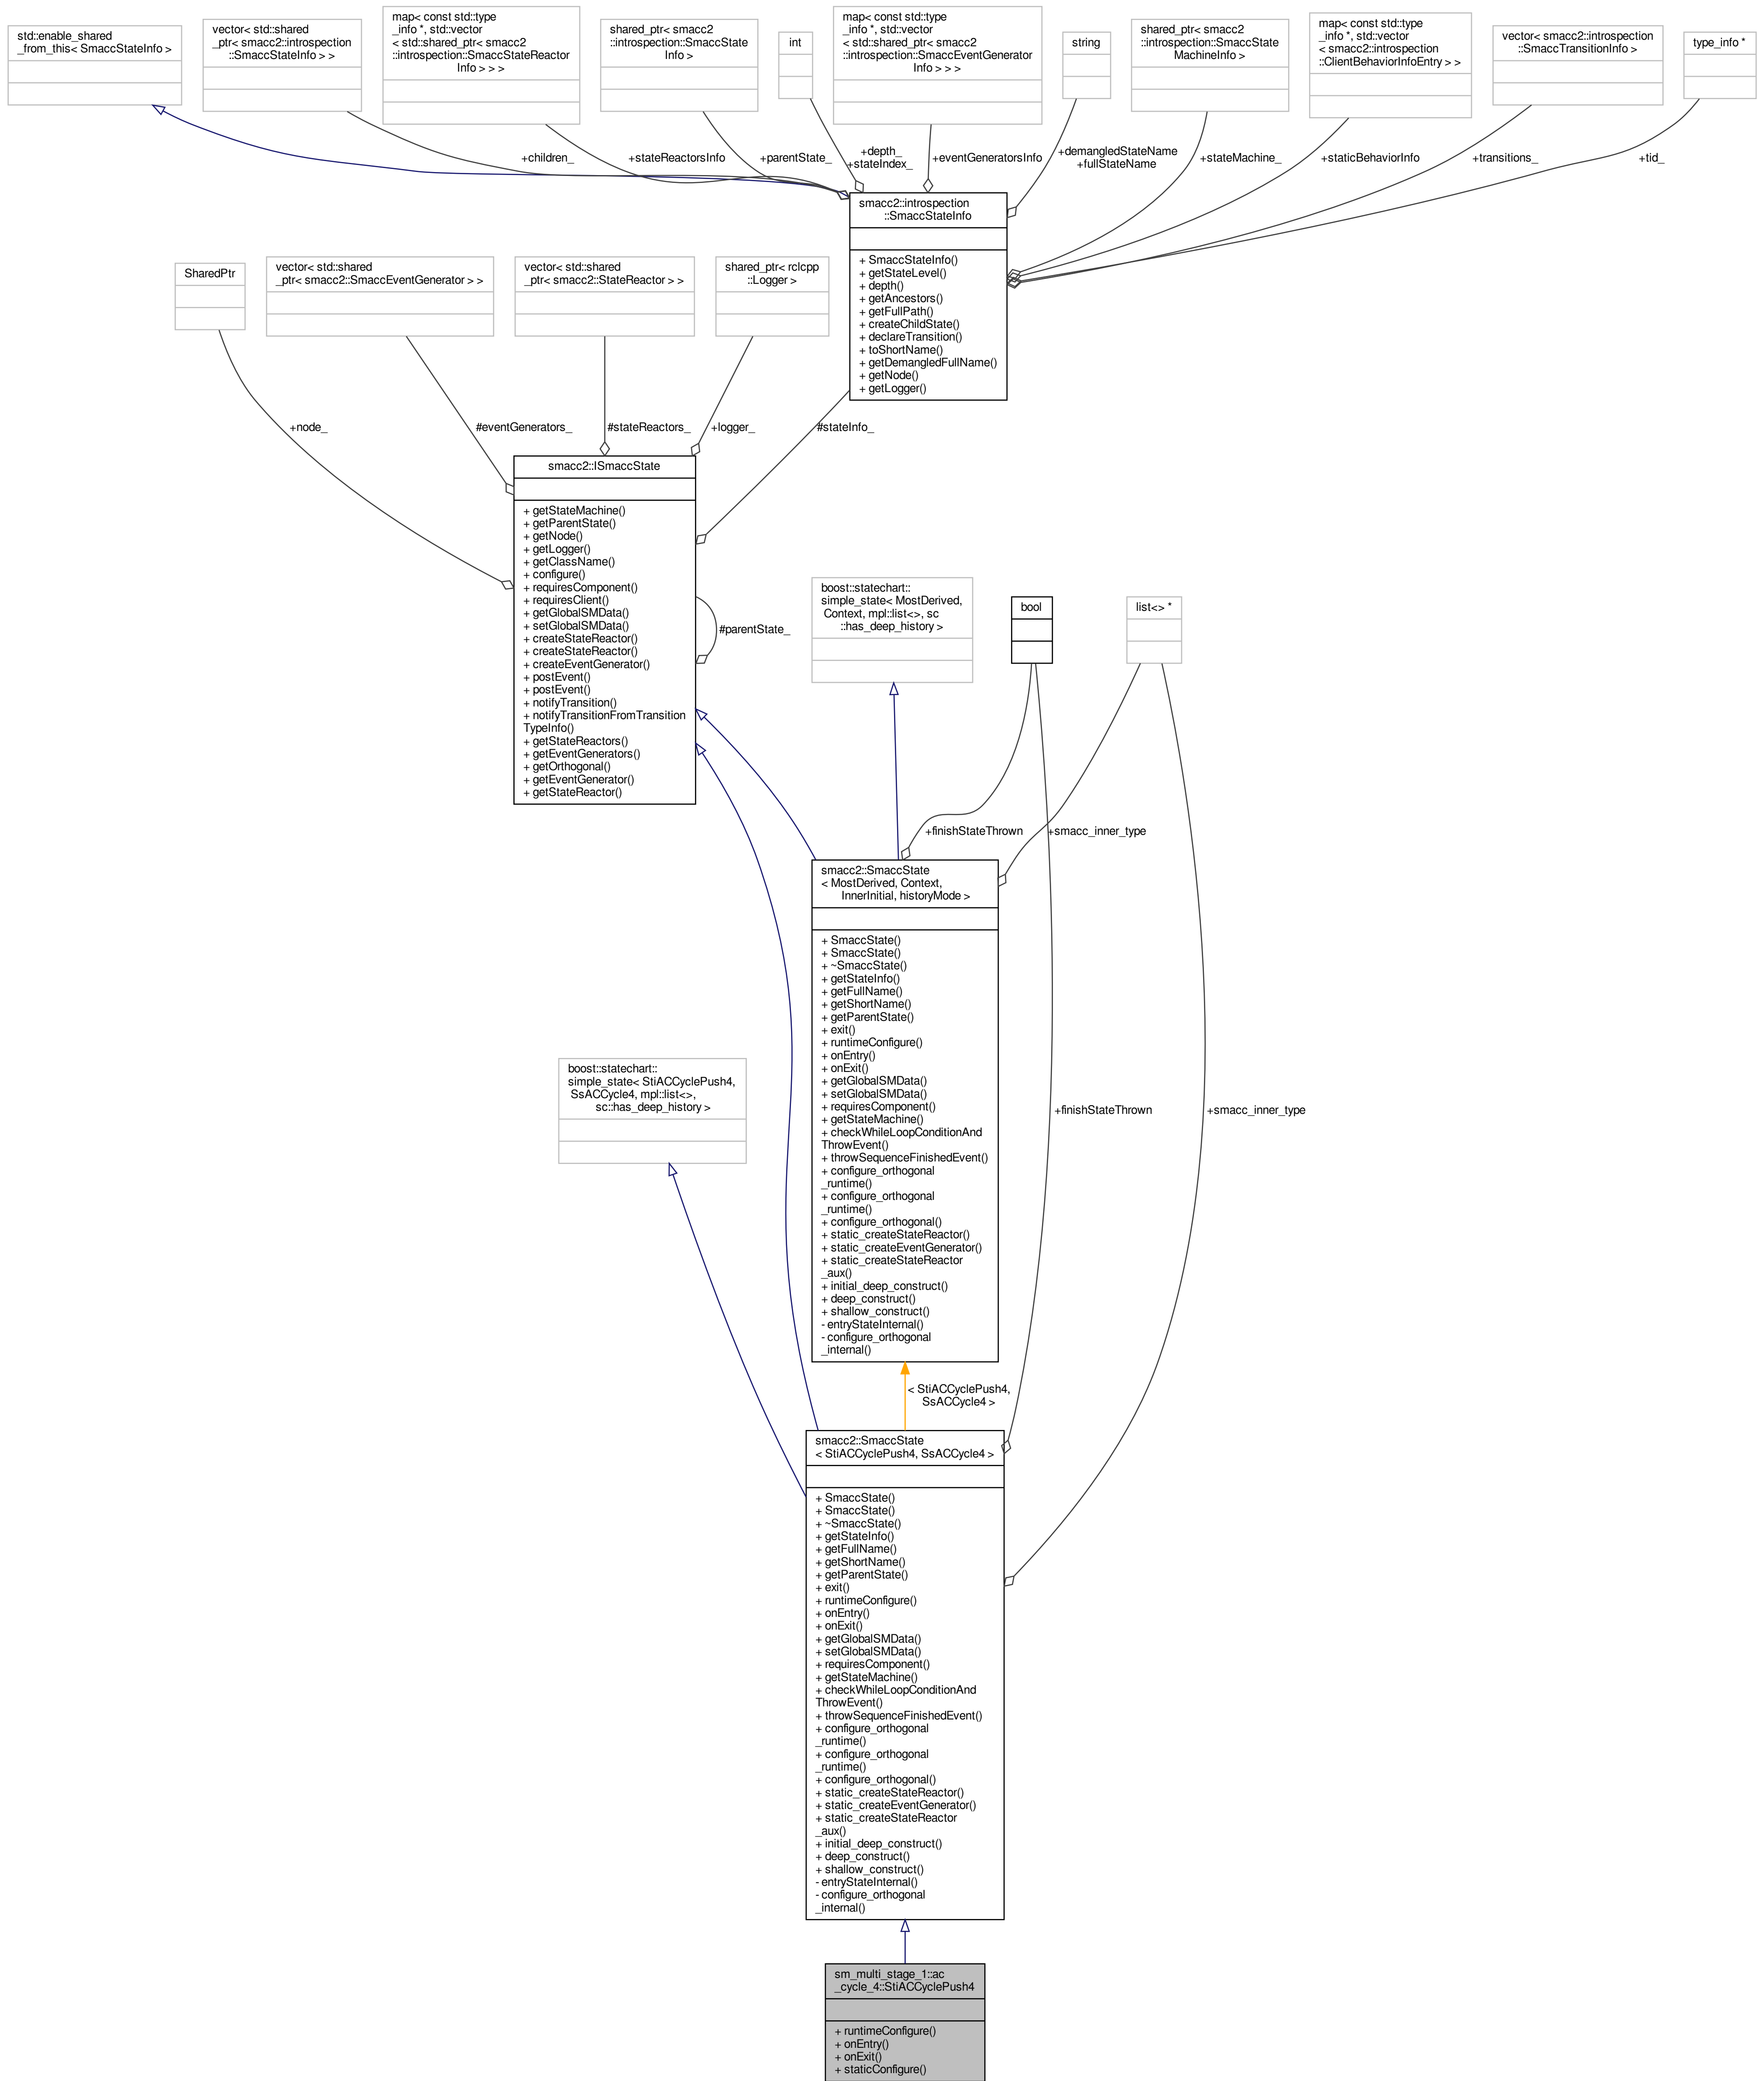 std::enable_shared
_from_this< SmaccStateInfo >
vector< std::shared
_ptr< smacc2::introspection
::SmaccStateInfo > >
map< const std::type
_info *, std::vector
< std::shared_ptr< smacc2
::introspection::SmaccStateReactor
Info > > >
shared_ptr< smacc2
::introspection::SmaccState
Info >
int
map< const std::type
_info *, std::vector
< std::shared_ptr< smacc2
::introspection::SmaccEventGenerator
Info > > >
string
shared_ptr< smacc2
::introspection::SmaccState
MachineInfo >
map< const std::type
_info *, std::vector
< smacc2::introspection
::ClientBehaviorInfoEntry > >
vector< smacc2::introspection
::SmaccTransitionInfo >
type_info *
+children_
+stateReactorsInfo
+parentState_
+depth_
+stateIndex_
+eventGeneratorsInfo
+demangledStateName
+fullStateName
+stateMachine_
+staticBehaviorInfo
+transitions_
+tid_
smacc2::introspection
::SmaccStateInfo
+ SmaccStateInfo()
+ getStateLevel()
+ depth()
+ getAncestors()
+ getFullPath()
+ createChildState()
+ declareTransition()
+ toShortName()
+ getDemangledFullName()
+ getNode()
+ getLogger()
SharedPtr
vector< std::shared
_ptr< smacc2::SmaccEventGenerator > >
vector< std::shared
_ptr< smacc2::StateReactor > >
shared_ptr< rclcpp
::Logger >
+node_
#eventGenerators_
#stateReactors_
+logger_
#stateInfo_
smacc2::ISmaccState
+ getStateMachine()
+ getParentState()
+ getNode()
+ getLogger()
+ getClassName()
+ configure()
+ requiresComponent()
+ requiresClient()
+ getGlobalSMData()
+ setGlobalSMData()
+ createStateReactor()
+ createStateReactor()
+ createEventGenerator()
+ postEvent()
+ postEvent()
+ notifyTransition()
+ notifyTransitionFromTransition
TypeInfo()
+ getStateReactors()
+ getEventGenerators()
+ getOrthogonal()
+ getEventGenerator()
+ getStateReactor()
#parentState_
boost::statechart::
simple_state< MostDerived,
Context, mpl::list<>, sc
::has_deep_history >
bool
list<> *
+finishStateThrown
+smacc_inner_type
smacc2::SmaccState
< MostDerived, Context,
InnerInitial, historyMode >
+ SmaccState()
+ SmaccState()
+ ~SmaccState()
+ getStateInfo()
+ getFullName()
+ getShortName()
+ getParentState()
+ exit()
+ runtimeConfigure()
+ onEntry()
+ onExit()
+ getGlobalSMData()
+ setGlobalSMData()
+ requiresComponent()
+ getStateMachine()
+ checkWhileLoopConditionAnd
ThrowEvent()
+ throwSequenceFinishedEvent()
+ configure_orthogonal
_runtime()
+ configure_orthogonal
_runtime()
+ configure_orthogonal()
+ static_createStateReactor()
+ static_createEventGenerator()
+ static_createStateReactor
_aux()
+ initial_deep_construct()
+ deep_construct()
+ shallow_construct()
- entryStateInternal()
- configure_orthogonal
_internal()
boost::statechart::
simple_state< StiACCyclePush4,
SsACCycle4, mpl::list<>,
sc::has_deep_history >
+finishStateThrown
+smacc_inner_type
< StiACCyclePush4,
SsACCycle4 >
smacc2::SmaccState
< StiACCyclePush4, SsACCycle4 >
+ SmaccState()
+ SmaccState()
+ ~SmaccState()
+ getStateInfo()
+ getFullName()
+ getShortName()
+ getParentState()
+ exit()
+ runtimeConfigure()
+ onEntry()
+ onExit()
+ getGlobalSMData()
+ setGlobalSMData()
+ requiresComponent()
+ getStateMachine()
+ checkWhileLoopConditionAnd
ThrowEvent()
+ throwSequenceFinishedEvent()
+ configure_orthogonal
_runtime()
+ configure_orthogonal
_runtime()
+ configure_orthogonal()
+ static_createStateReactor()
+ static_createEventGenerator()
+ static_createStateReactor
_aux()
+ initial_deep_construct()
+ deep_construct()
+ shallow_construct()
- entryStateInternal()
- configure_orthogonal
_internal()
sm_multi_stage_1::ac
_cycle_4::StiACCyclePush4
+ runtimeConfigure()
+ onEntry()
+ onExit()
+ staticConfigure()